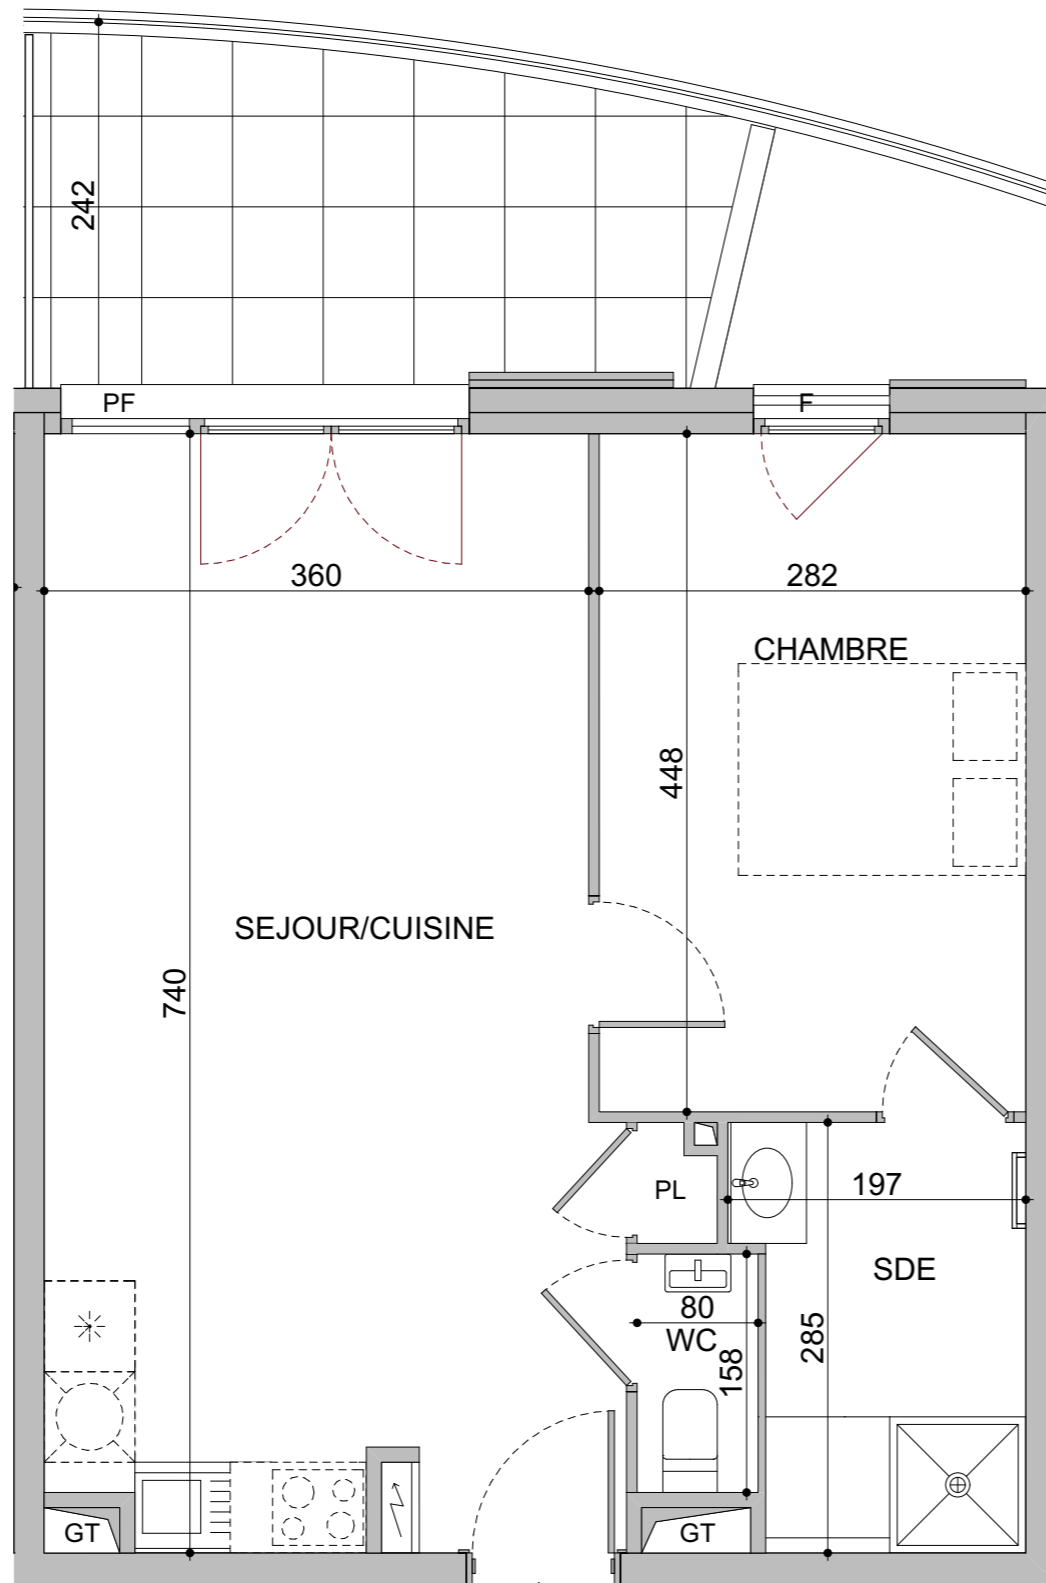 242
PF
F
360
282
CHAMBRE
448
SEJOUR/CUISINE
740
PL
197
SDE
80
WC
285
158
GT
GT